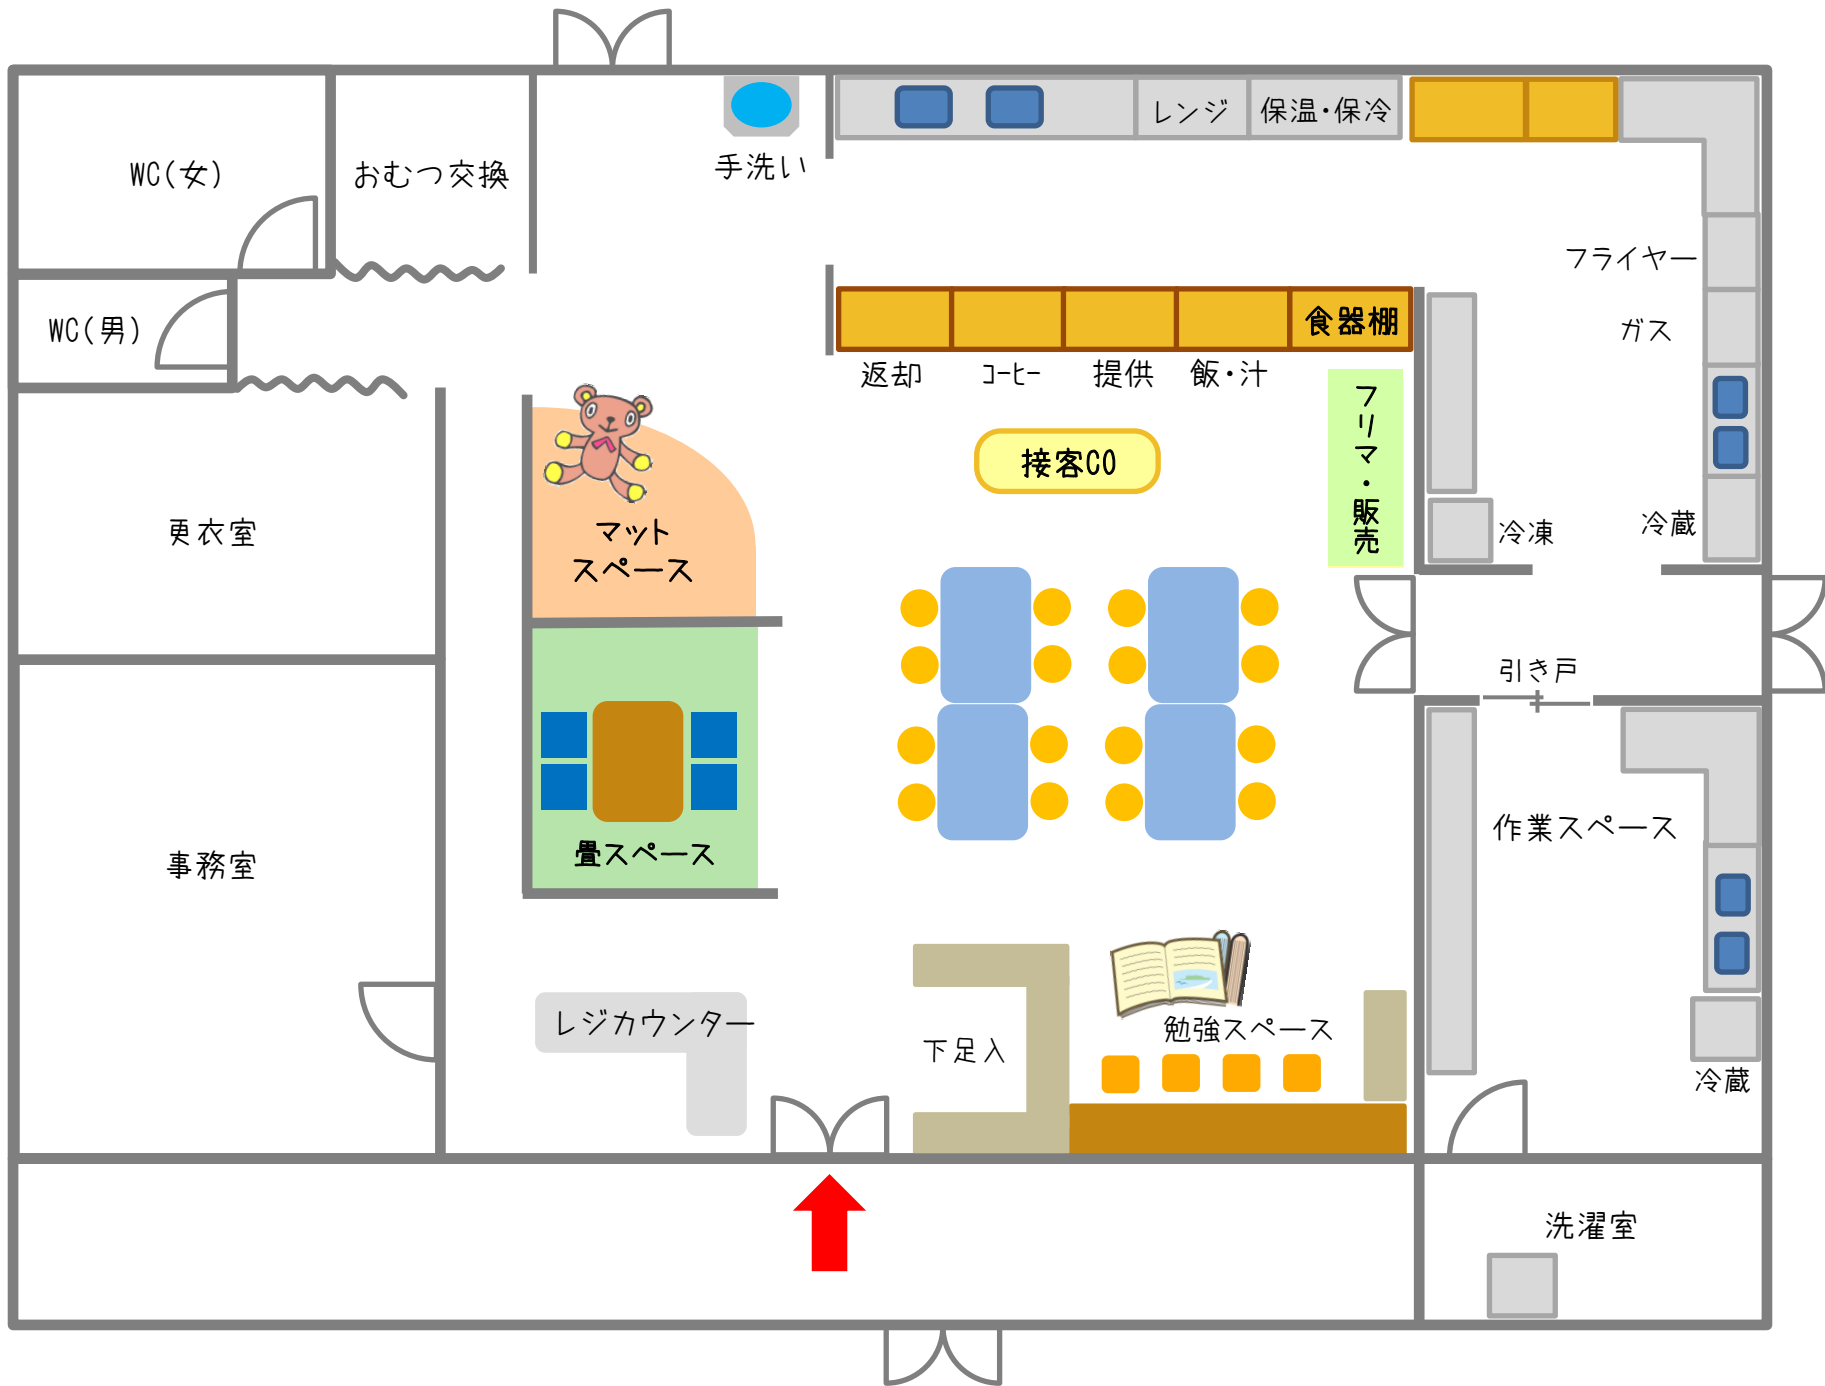 WC(女)
おむつ交換
手洗い
レンジ
保温・保冷
WC(男)
フライヤー
ガス
食器棚
返却
コーヒー
提供
飯・汁
フリマ・販売
接客CO
冷凍
冷蔵
更衣室
マット
スペース
引き戸
畳スペース
作業スペース
事務室
レジカウンター
下足入
勉強スペース
冷蔵
洗濯室